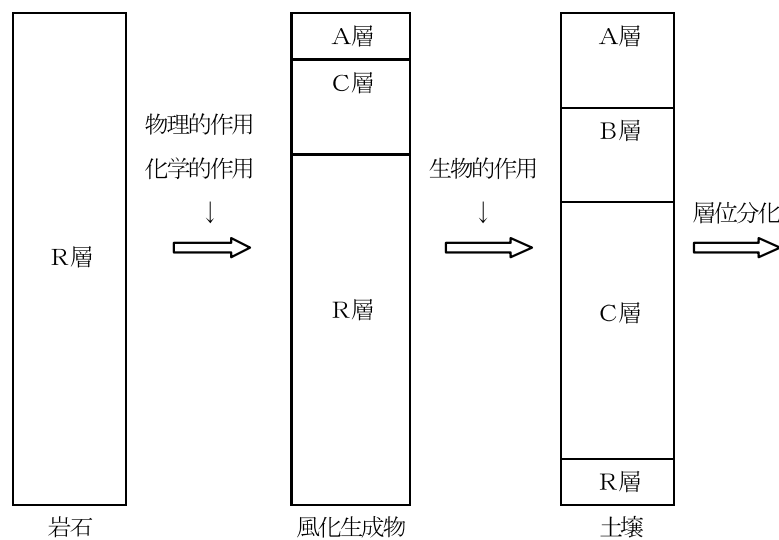 R層
岩石
物理的作用
化学的作用
↓
A層
C層
R層
風化生成物
生物的作用
↓
A層
B層
C層
R層
土壌
層位分化